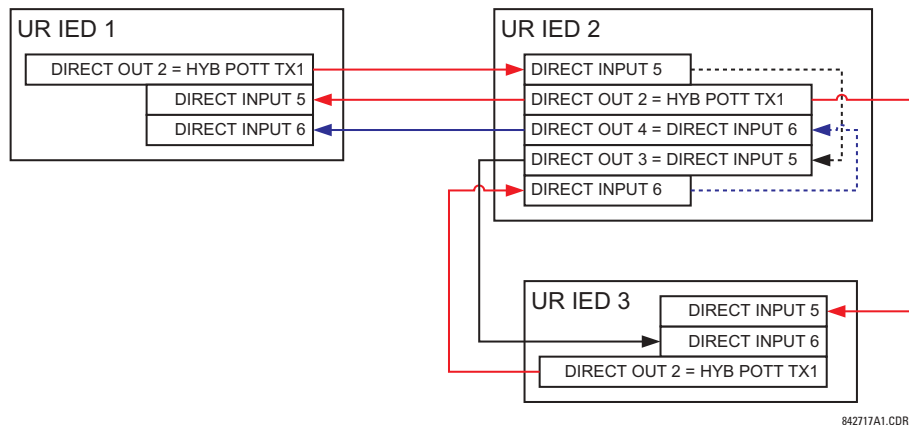 UR IED 1
DIRECT OUT 2 = HYB POTT TX1
DIRECT INPUT 5
DIRECT INPUT 6
UR IED 2
DIRECT INPUT 5
DIRECT OUT 2 = HYB POTT TX1
DIRECT OUT 4 = DIRECT INPUT 6
DIRECT OUT 3 = DIRECT INPUT 5
DIRECT INPUT 6
UR IED 3
DIRECT INPUT 5
DIRECT INPUT 6
DIRECT OUT 2 = HYB POTT TX1
842717A1.CDR